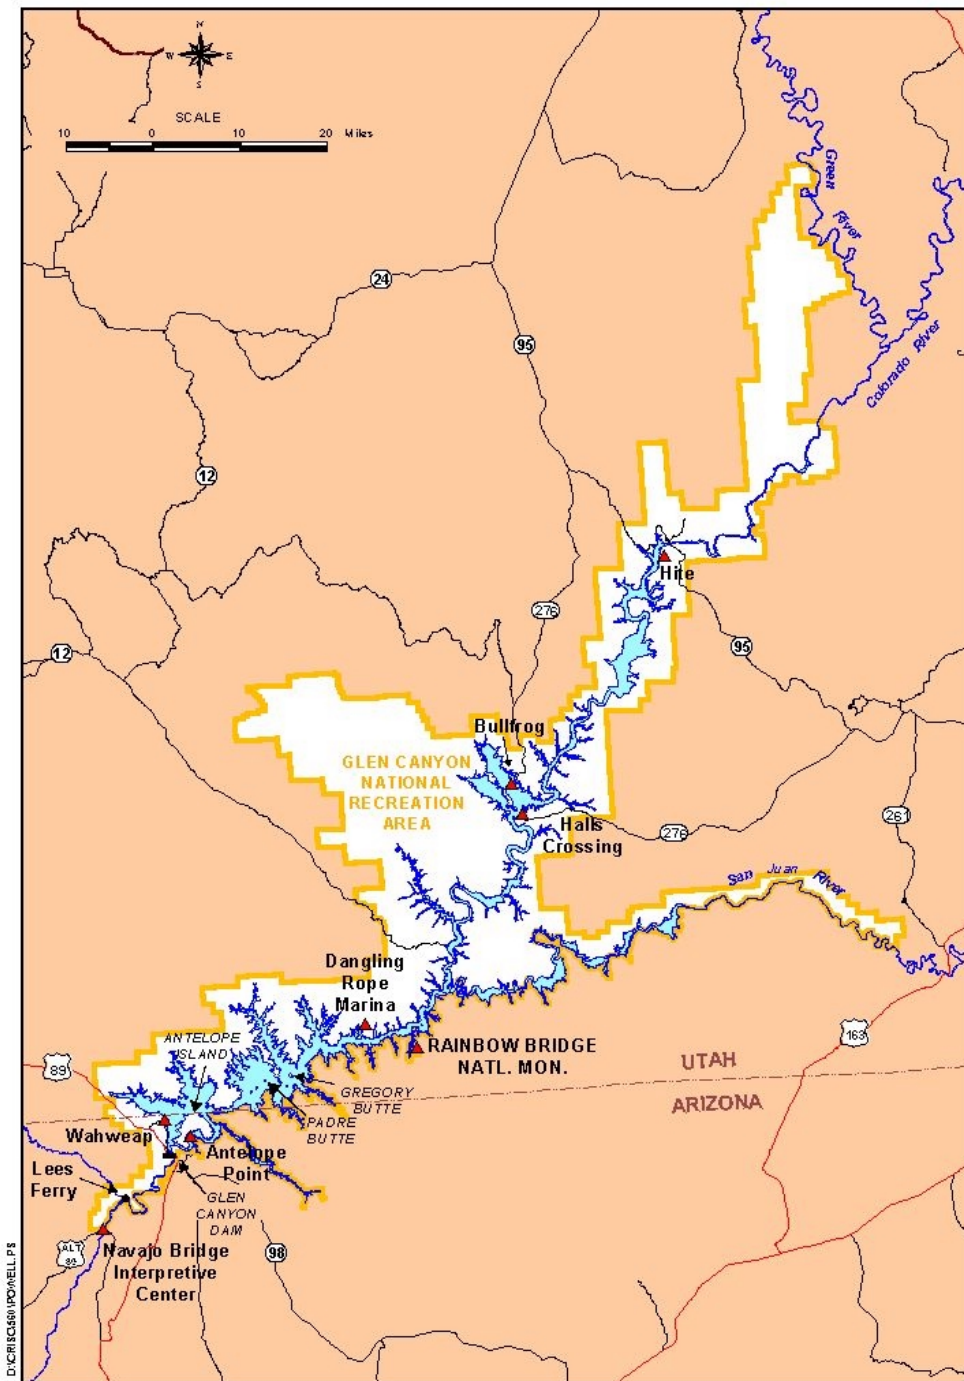 N
W E
S
SCALE
10 0 10 20 Miles
Green
River
Colorado River
24
95
12
Hite
276
95
12
Bullfrog
GLEN CANYON
NATIONAL
RECREATION
AREA
Halls
Crossing
276
261
San Juan River
Dangling
Rope
Marina
ANTELOPE
ISLAND
RAINBOW BRIDGE
NATL. MON.
163
89
UTAH
ARIZONA
GREGORY
BUTTE
PADRE
BUTTE
Wahweap
Antelope
Point
Lees
Ferry
GLEN
CANYON
DAM
ALT
89
Navajo Bridge
Interpretive
Center
98